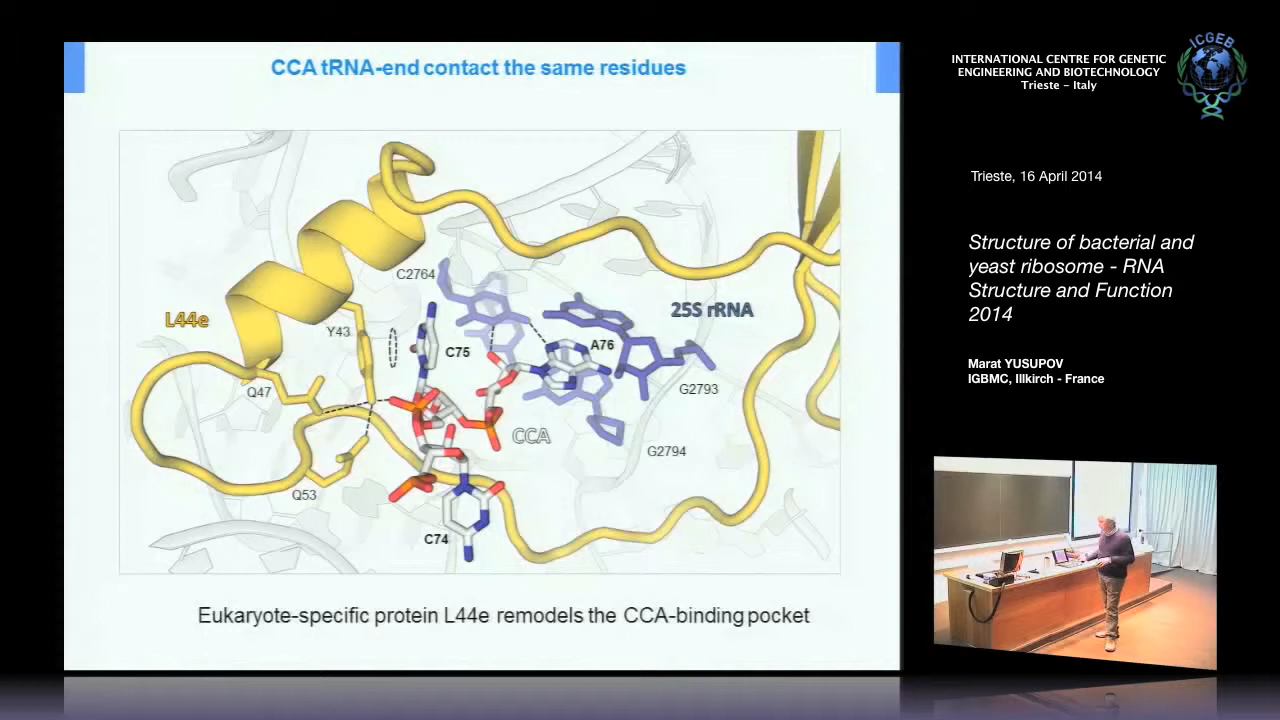 CCA tRNA-end contact the same residues
C2764
L44e
Y43
C75
25S rRNA
A76
Q47
G2793
CCA
G2794
Q53
C74
Eukaryote-specific protein L44e remodels the CCA-binding pocket
INTERNATIONAL CENTRE FOR GENETIC
ENGINEERING AND BIOTECHNOLOGY
Trieste - Italy
ICGEB
Trieste, 16 April 2014
Structure of bacterial and
yeast ribosome - RNA
Structure and Function
2014
Marat YUSUPOV
IGBMC, Illkirch - France